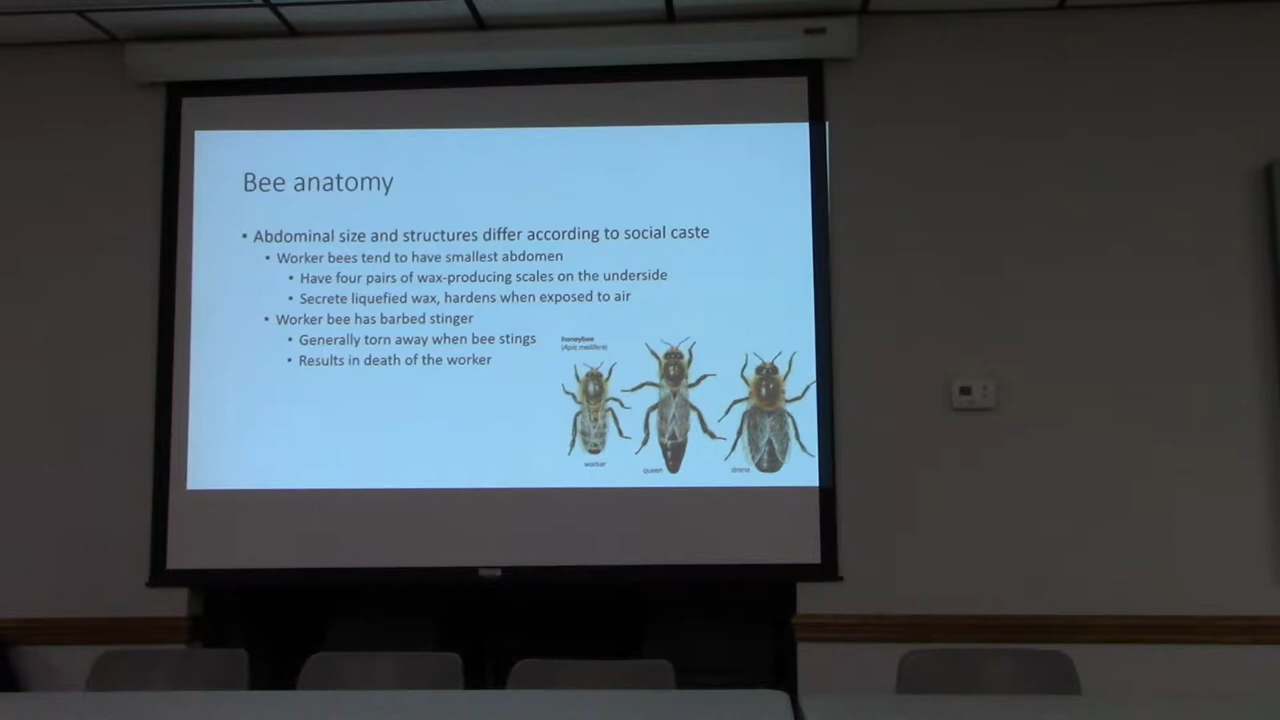 Bee anatomy
• Abdominal size and structures differ according to social caste
• Worker bees tend to have smallest abdomen
• Have four pairs of wax-producing scales on the underside
• Secrete liquefied wax, hardens when exposed to air
• Worker bee has barbed stinger
• Generally torn away when bee stings
• Results in death of the worker
honeybee
(Apis mellifera)
worker
queen
drone